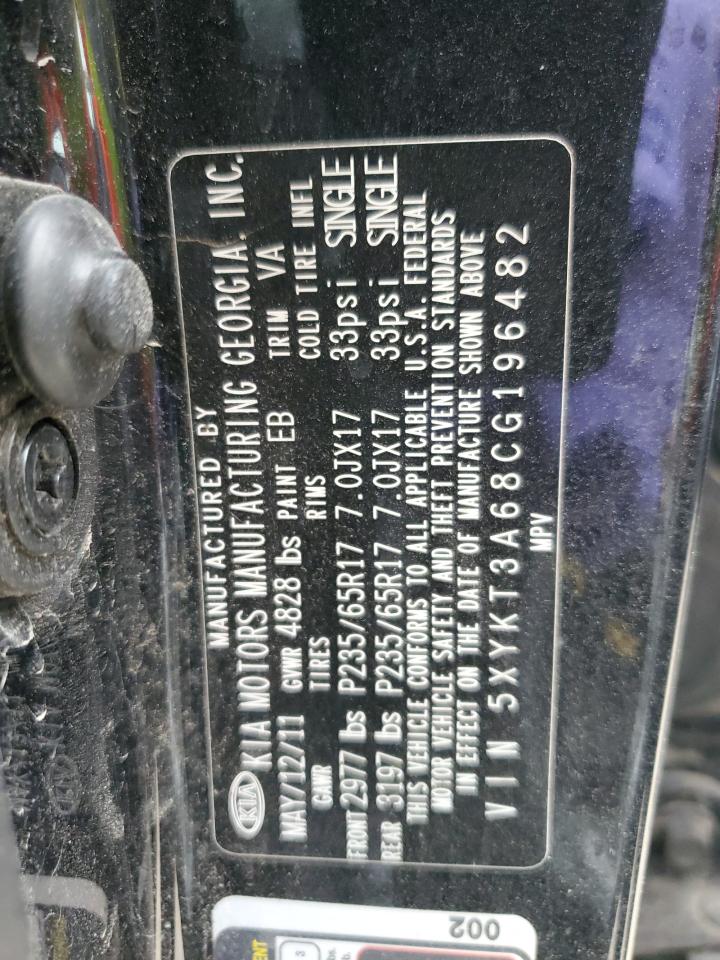 MANUFACTURED BY
KIA KIA MOTORS MANUFACTURING GEORGIA. INC.
MAY/12/11 GVWR 4828 lbs PAINT EB TRIM VA
GAWR TIRES RIMS COLD TIRE INFL
FRONT 2977 lbs P235/65R17 7.0JX17 33psi SINGLE
REAR 3197 lbs P235/65R17 7.0JX17 33psi SINGLE
THIS VEHICLE CONFORMS TO ALL APPLICABLE U.S.A. FEDERAL
MOTOR VEHICLE SAFETY AND THEFT PREVENTION STANDARDS
IN EFFECT ON THE DATE OF MANUFACTURE SHOWN ABOVE
VIN 5XYKT3A68CG196482
MPV
002